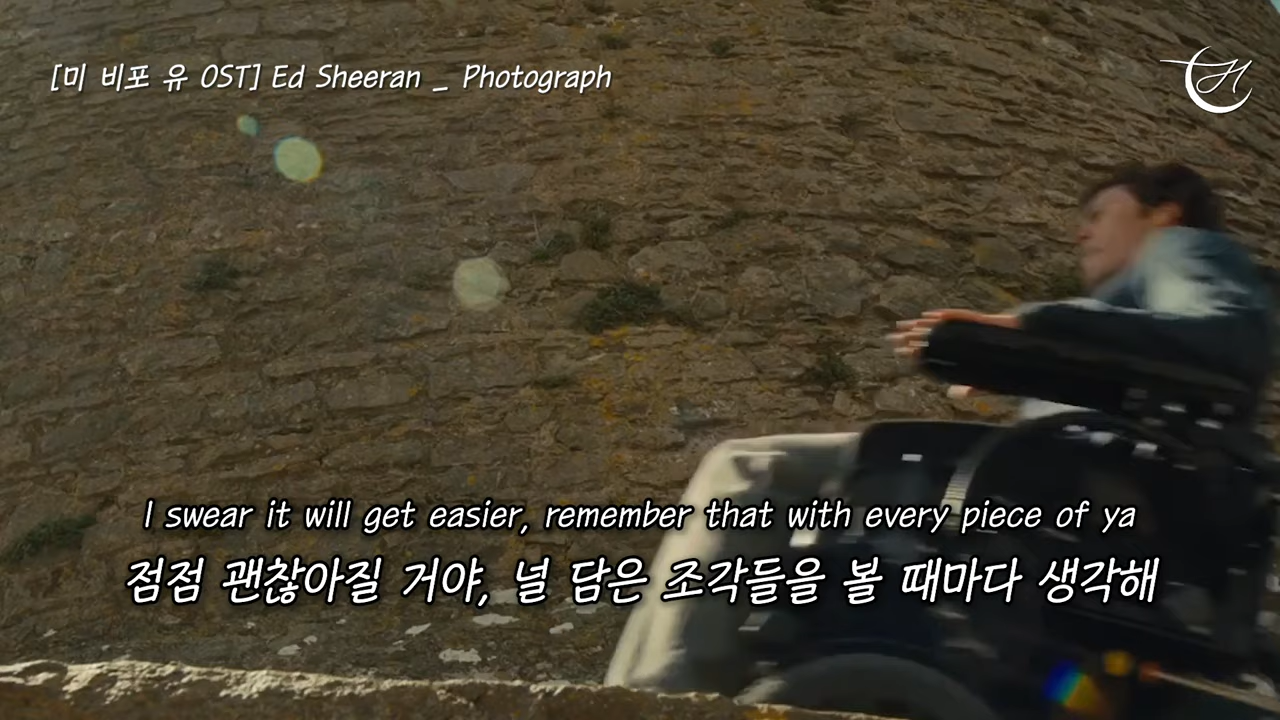 [미 비포 유 OST] Ed Sheeran _ Photograph
I swear it will get easier, remember that with every piece of ya
점점 괜찮아질 거야, 널 담은 조각들을 볼 때마다 생각해